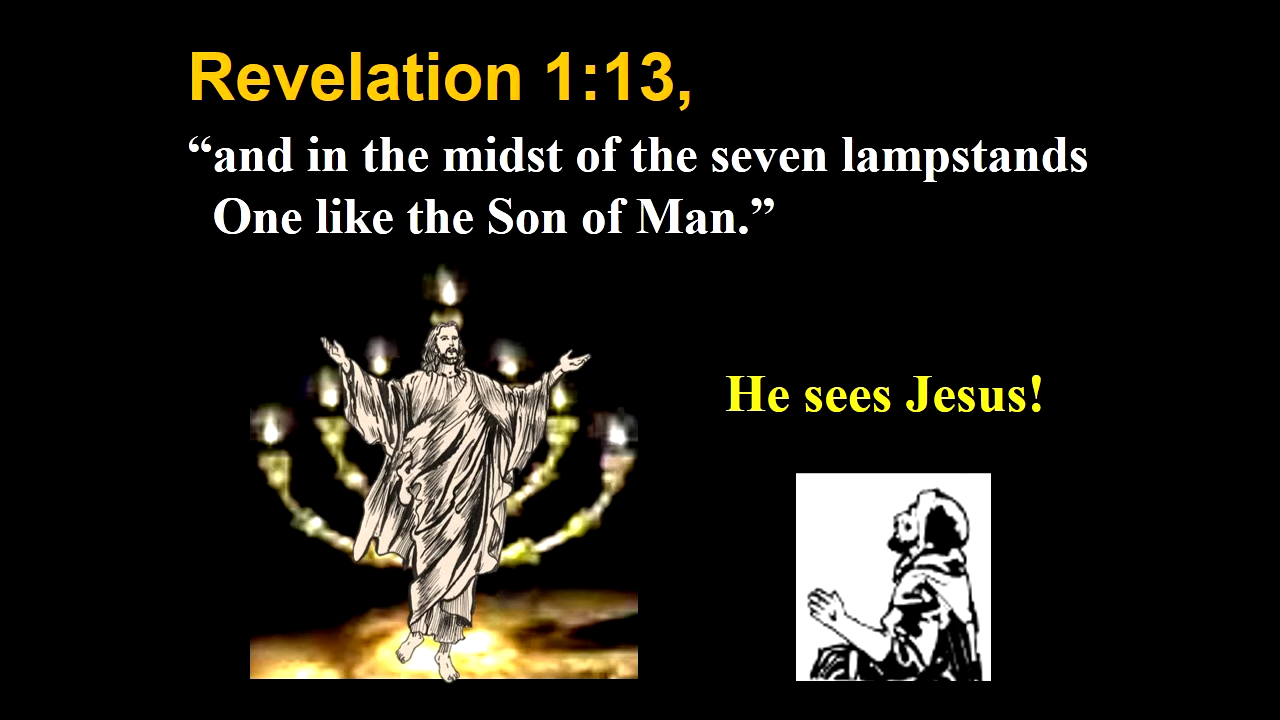 Revelation 1:13,
“and in the midst of the seven lampstands
One like the Son of Man.”
He sees Jesus!